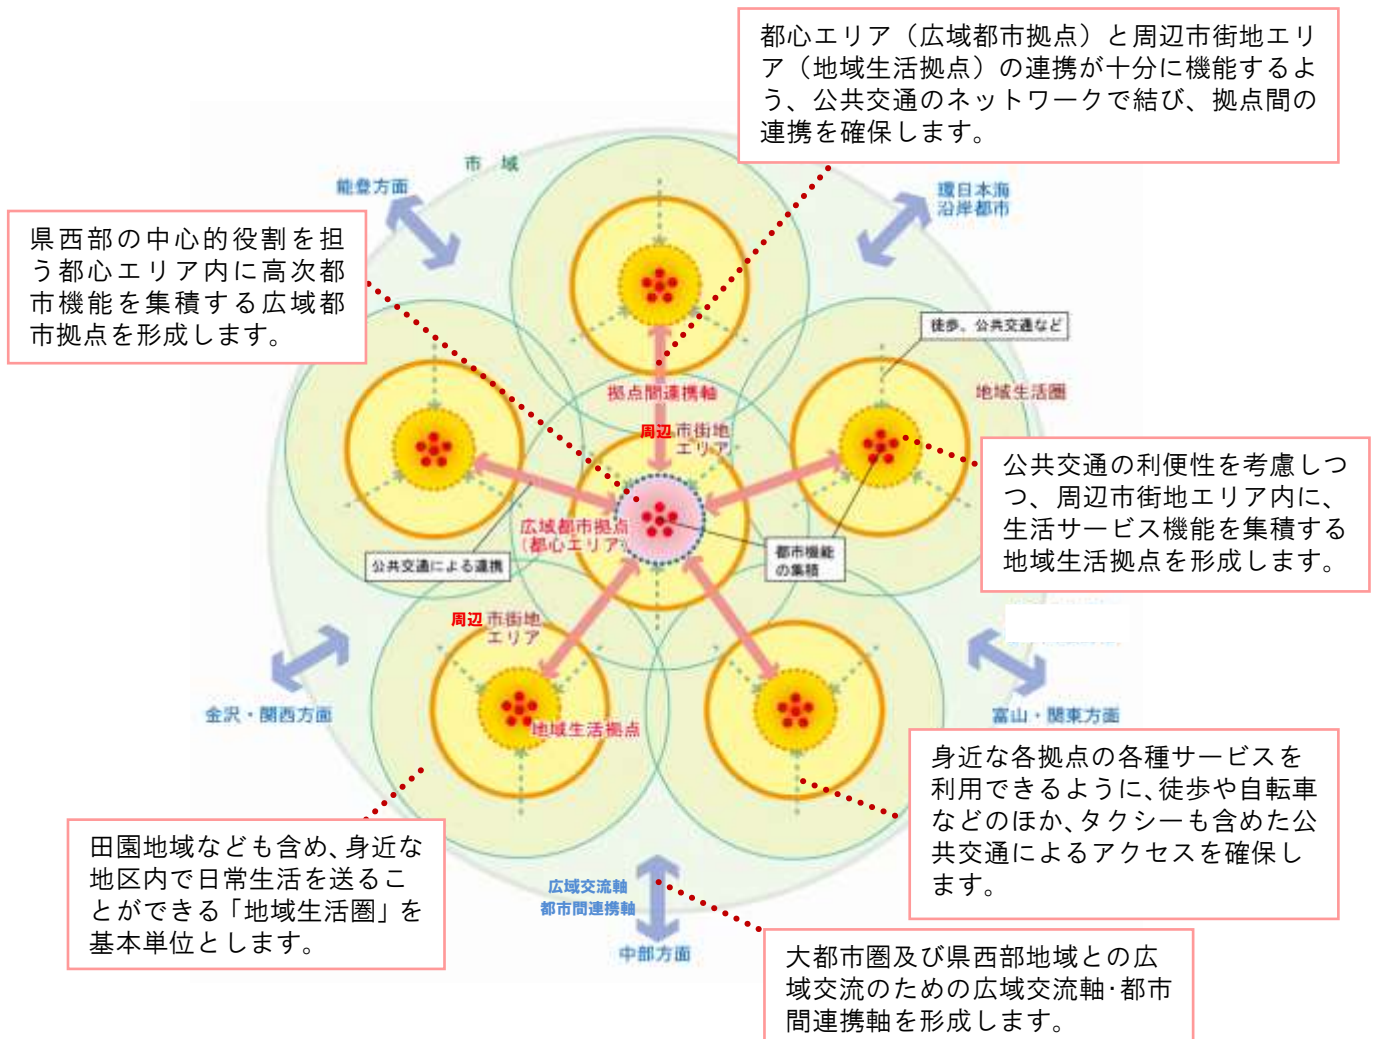 都心エリア（広域都市拠点）と周辺市街地エリ
ア（地域生活拠点）の連携が十分に機能するよ
う、公共交通のネットワークで結び、拠点間の
連携を確保します。
市　域
能登方面
環日本海
沿岸都市
県西部の中心的役割を担
う都心エリア内に高次都
市機能を集積する広域都
市拠点を形成します。
徒歩、公共交通など
拠点間連携軸
地域生活圏
周辺 市街地
エリア
公共交通の利便性を考慮しつ
つ、周辺市街地エリア内に、
生活サービス機能を集積する
地域生活拠点を形成します。
広域都市拠点
（都心エリア）
都市機能
の集積
公共交通による連携
周辺 市街地
エリア
金沢・関西方面
富山・関東方面
地域生活拠点
身近な各拠点の各種サービスを
利用できるように、徒歩や自転車
などのほか、タクシーも含めた公
共交通によるアクセスを確保し
ます。
田園地域なども含め、身近な
地区内で日常生活を送るこ
とができる「地域生活圏」を
基本単位とします。
広域交流軸
都市間連携軸
中部方面
大都市圏及び県西部地域との広
域交流のための広域交流軸・都市
間連携軸を形成します。